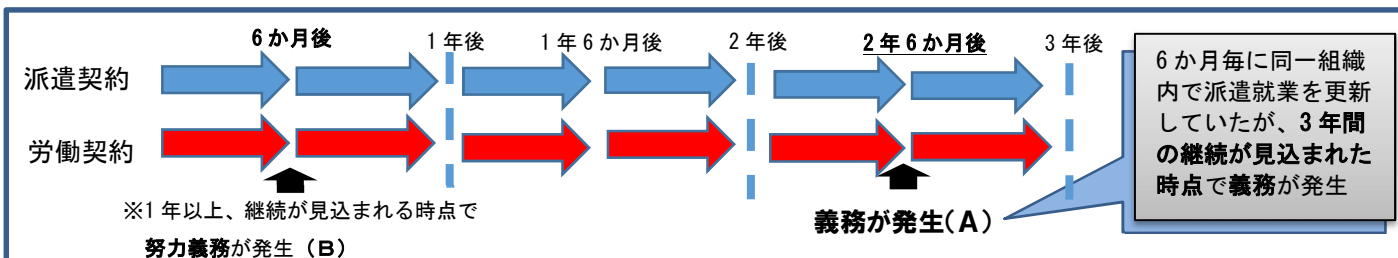 6か月後 1年後 1年6か月後 2年後 2年6か月後 3年後
派遣契約
労働契約
※1年以上、継続が見込まれる時点で
努力義務が発生(B)
義務が発生(A)
6か月毎に同一組織
内で派遣就業を更新
していたが、3年間
の継続が見込まれた
時点で義務が発生